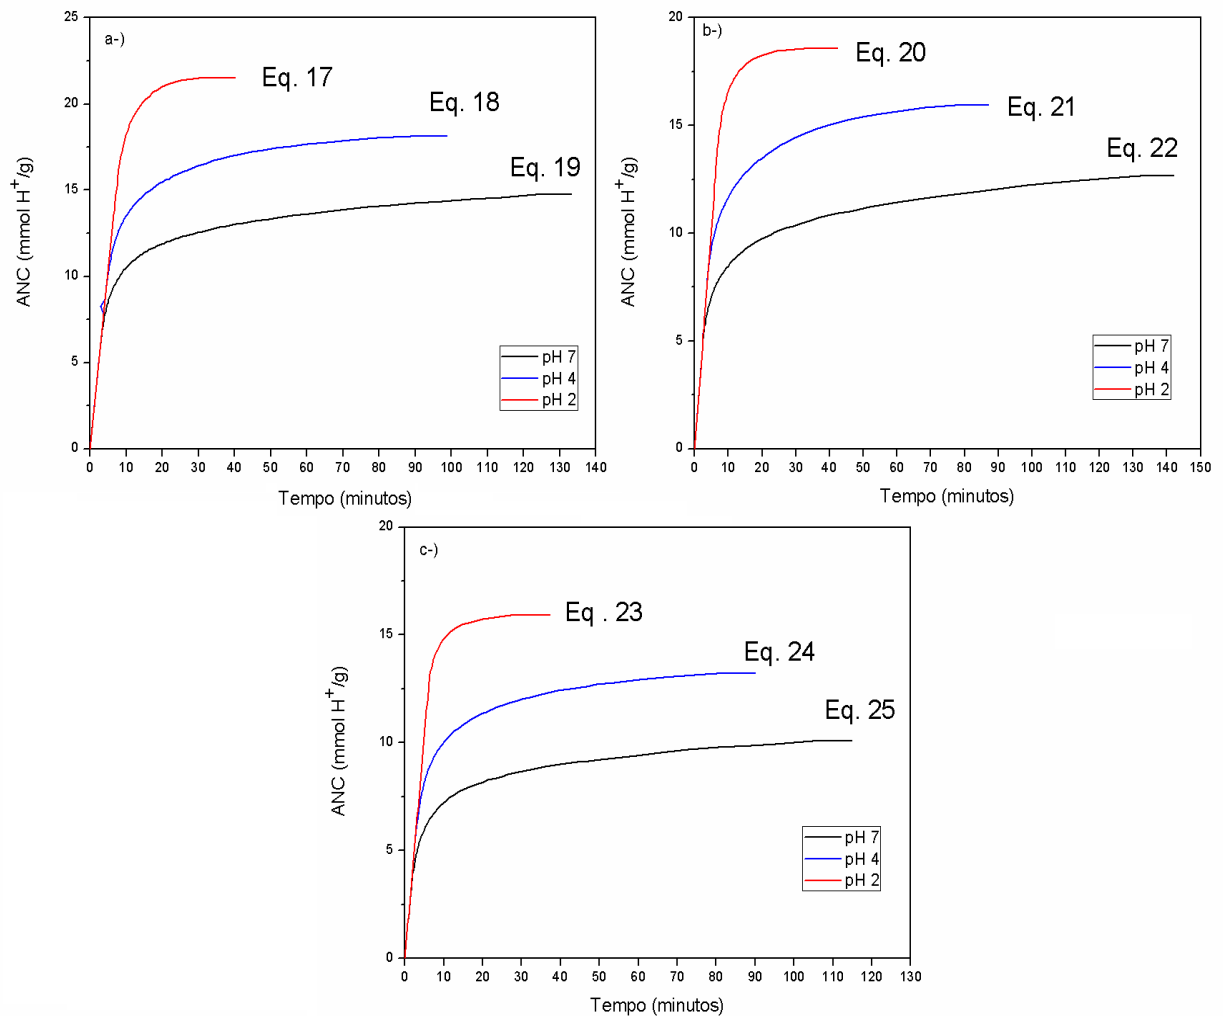 a-)
25
20
15
10
5
0
ANC (mmol H⁺/g)
0 10 20 30 40 50 60 70 80 90 100 110 120 130 140
Tempo (minutos)
Eq. 17
Eq. 18
Eq. 19
pH 7
pH 4
pH 2
b-)
20
15
10
5
0
ANC (mmol H⁺/g)
0 10 20 30 40 50 60 70 80 90 100 110 120 130 140 150
Tempo (minutos)
Eq. 20
Eq. 21
Eq. 22
pH 7
pH 4
pH 2
c-)
20
15
10
5
0
ANC (mmol H⁺/g)
0 10 20 30 40 50 60 70 80 90 100 110 120 130
Tempo (minutos)
Eq . 23
Eq. 24
Eq. 25
pH 7
pH 4
pH 2